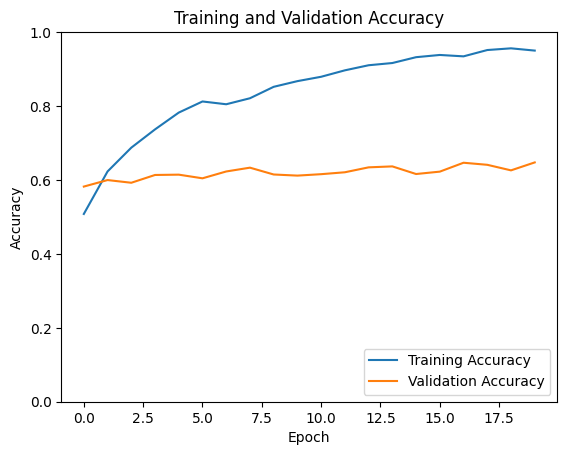 Training and Validation Accuracy
1.0
0.8
0.6
0.4
0.2
0.0
Accuracy
0.0 2.5 5.0 7.5 10.0 12.5 15.0 17.5
Epoch
Training Accuracy
Validation Accuracy